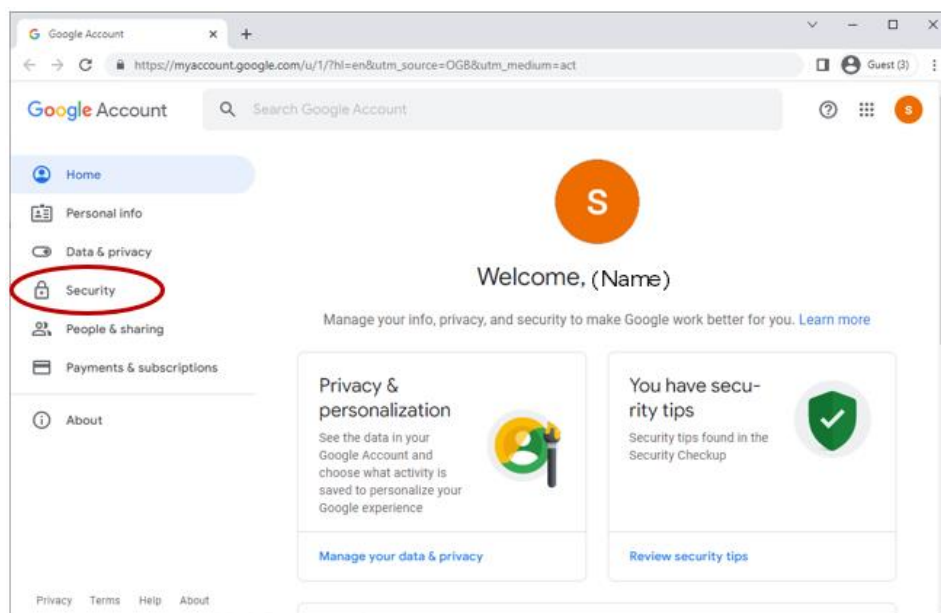 G Google Account
https://myaccount.google.com/u/1/?hl=en&utm_source=OGB&utm_medium=act
Guest (3)
Google Account
Search Google Account
S
Home
Personal info
Data & privacy
Security
People & sharing
Payments & subscriptions
About
S
Welcome, (Name)
Manage your info, privacy, and security to make Google work better for you. Learn more
Privacy &
personalization
See the data in your
Google Account and
choose what activity is
saved to personalize your
Google experience
Manage your data & privacy
You have secu-
rity tips
Security tips found in the
Security Checkup
Review security tips
Privacy Terms Help About